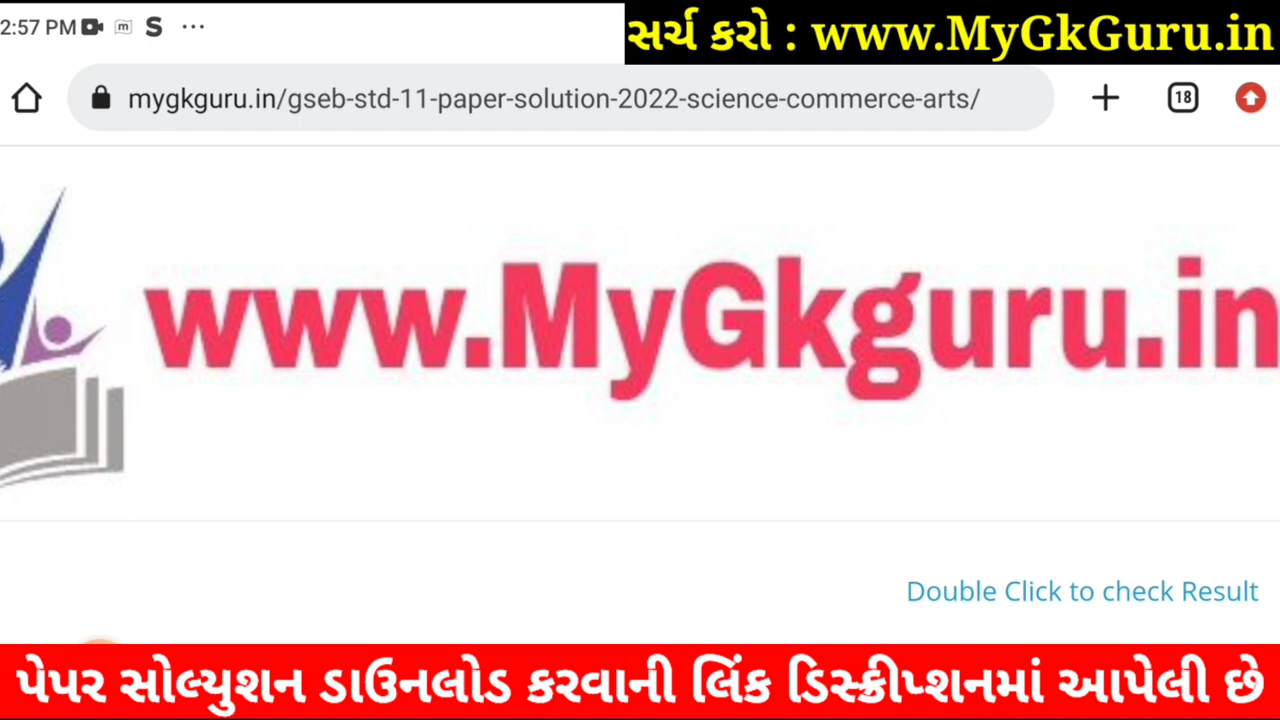 2:57 PM m S ...
સર્ચ કરો : www.MyGkGuru.in
mygkguru.in/gseb-std-11-paper-solution-2022-science-commerce-arts/
18
www.MyGkguru.in
Double Click to check Result
પેપર સોલ્યુશન ડાઉનલોડ કરવાની લિંક ડિસ્ક્રીપ્શનમાં આપેલી છે